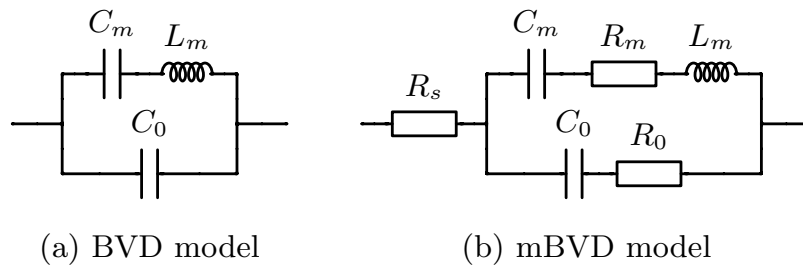 C_m
L_m
C_0
(a) BVD model
R_s
C_m
R_m
L_m
C_0
R_0
(b) mBVD model